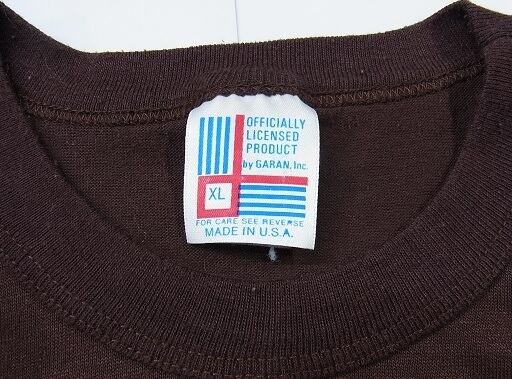 OFFICIALLY
LICENSED
PRODUCT
by GARAN, Inc.
XL
FOR CARE SEE REVERSE
MADE IN U.S.A.